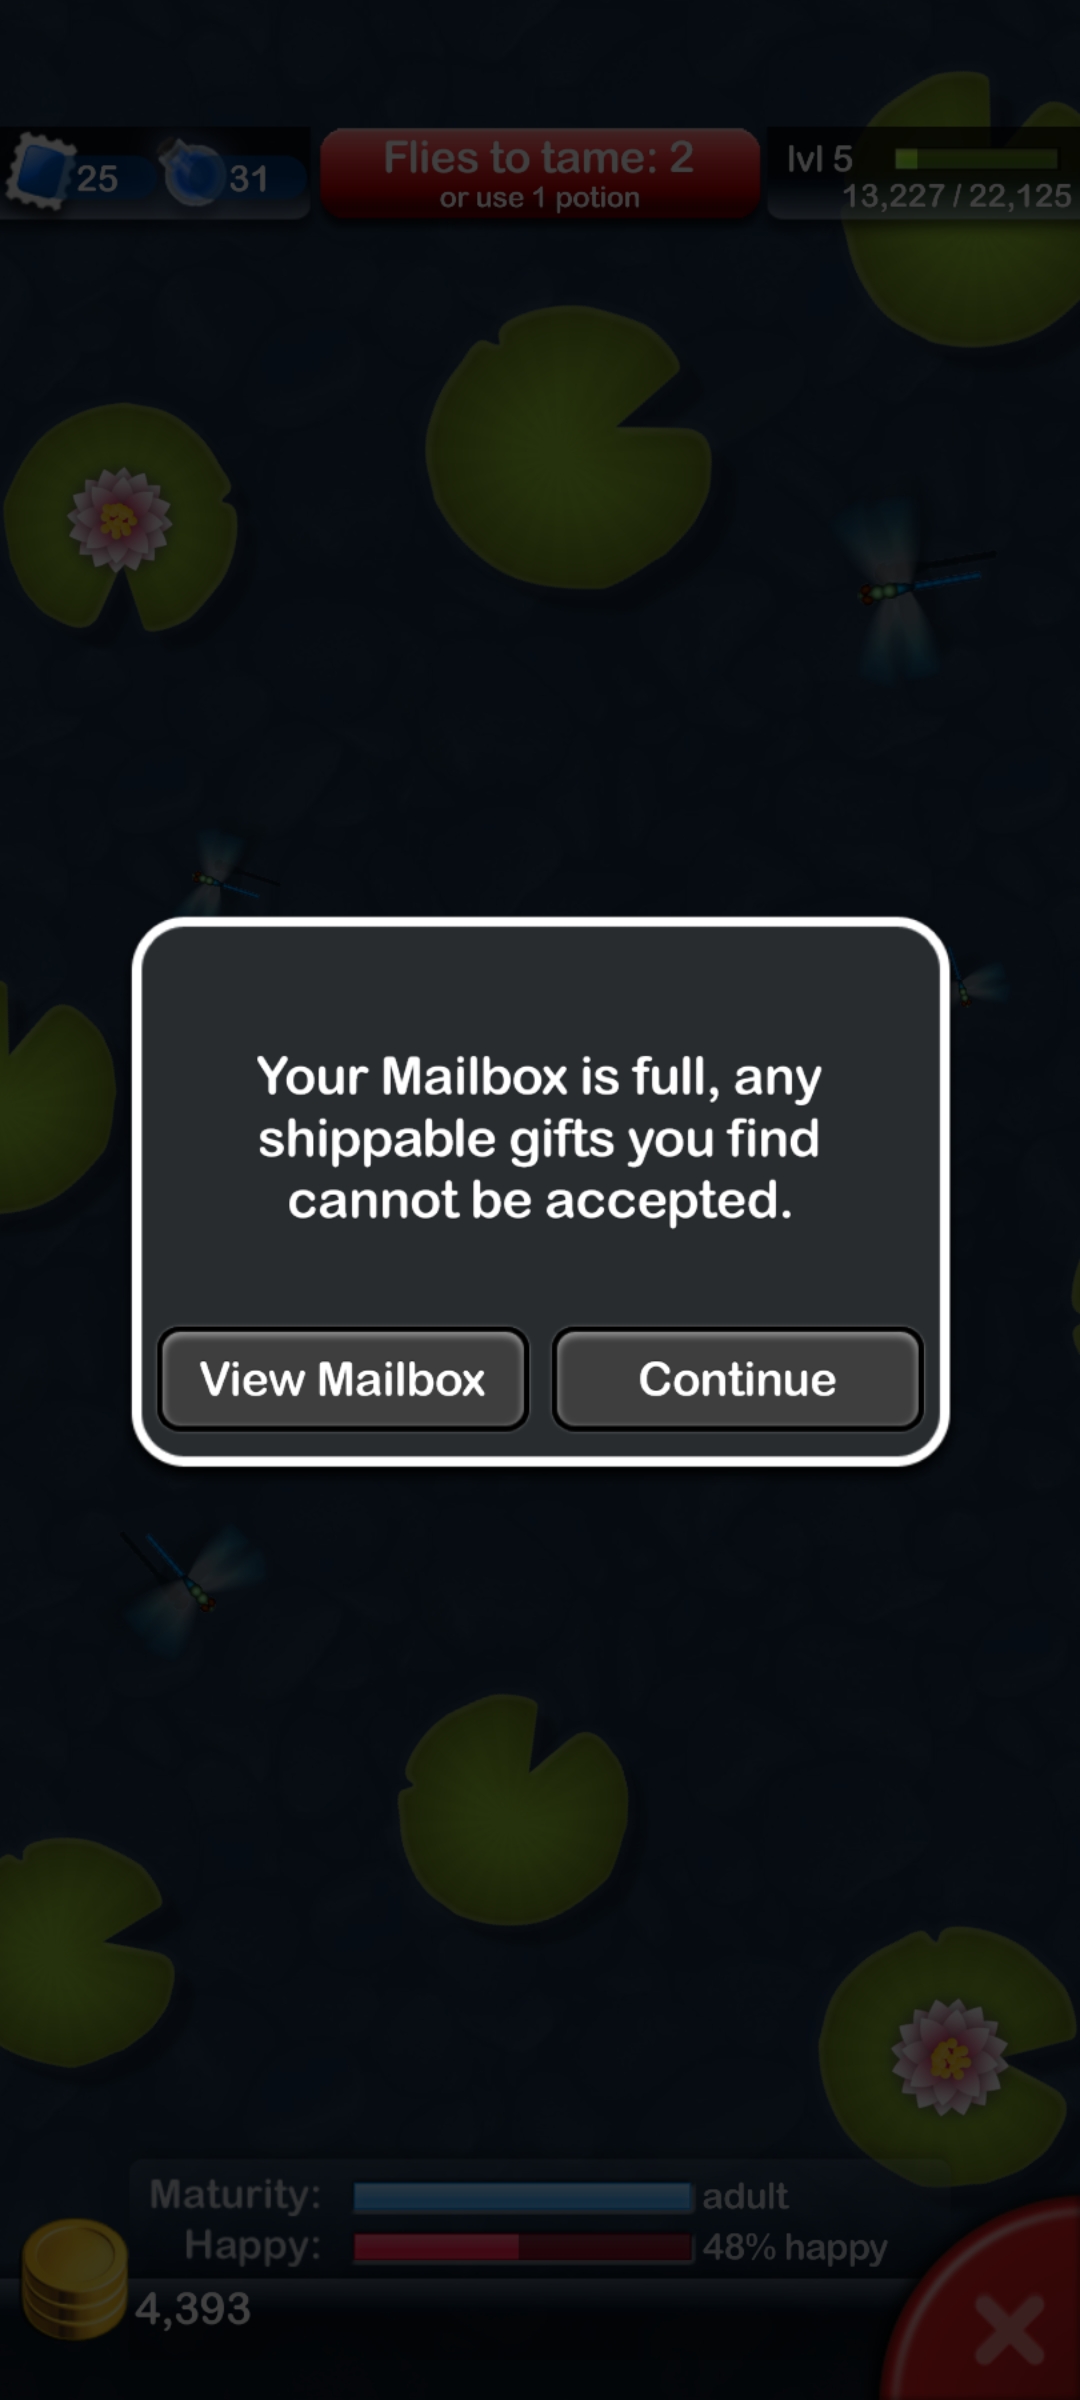 25
31
Flies to tame: 2
or use 1 potion
lvl 5
13,227 / 22,125
Your Mailbox is full, any
shippable gifts you find
cannot be accepted.
View Mailbox
Continue
Maturity:
adult
Happy:
48% happy
4,393